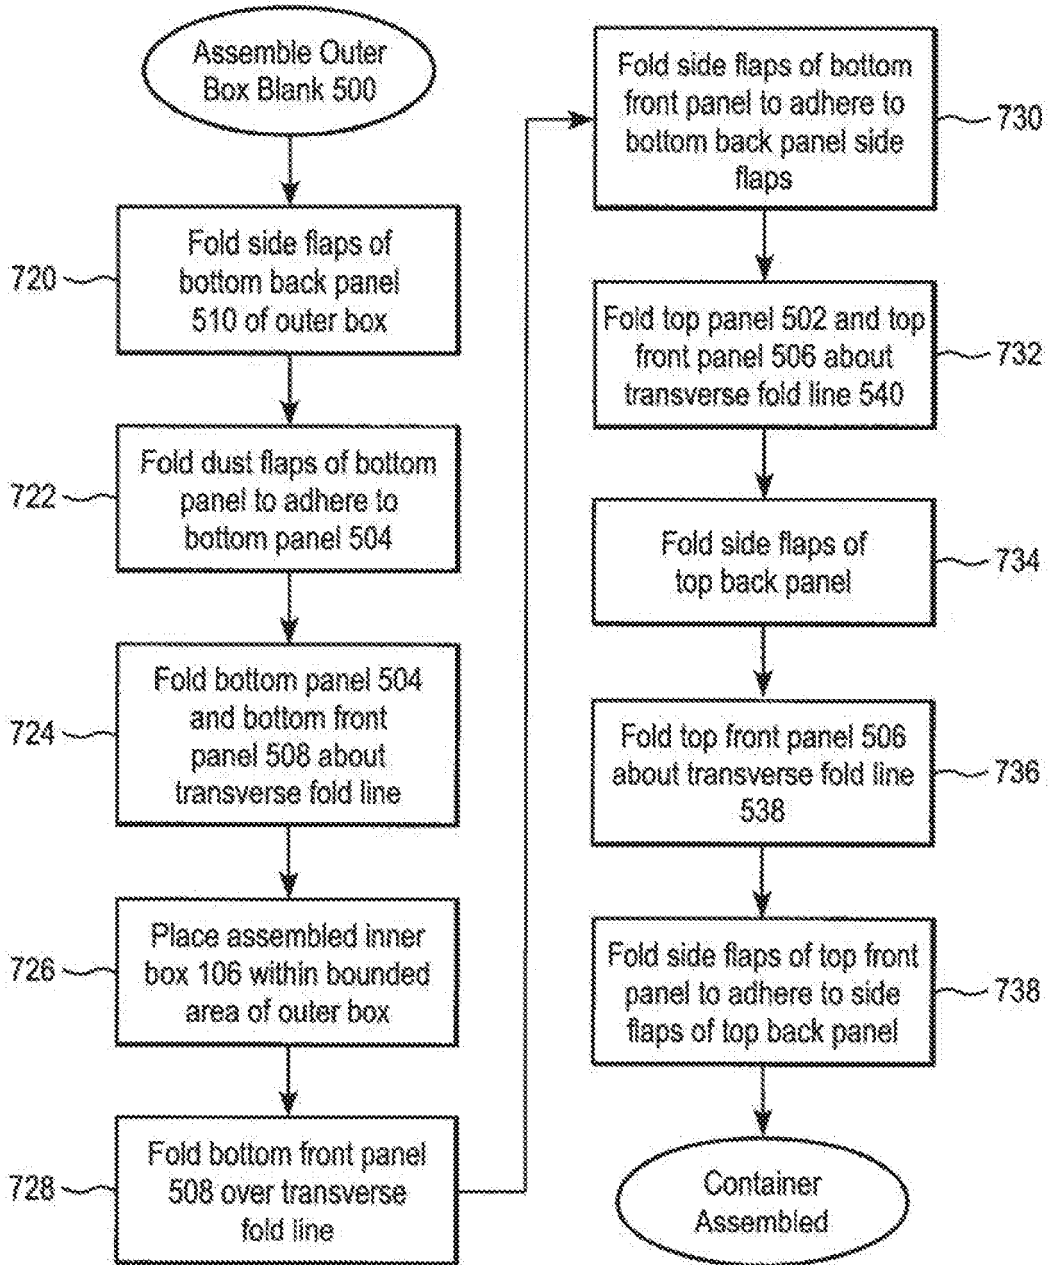 Assemble Outer
Box Blank 500
720
Fold side flaps of
bottom back panel
510 of outer box
722
Fold dust flaps of bottom
panel to adhere to
bottom panel 504
724
Fold bottom panel 504
and bottom front
panel 508 about
transverse fold line
726
Place assembled inner
box 106 within bounded
area of outer box
728
Fold bottom front panel
508 over transverse
fold line
Fold side flaps of bottom
front panel to adhere to
bottom back panel side
flaps
730
Fold top panel 502 and top
front panel 506 about
transverse fold line 540
732
Fold side flaps of
top back panel
734
Fold top front panel 506
about transverse fold line
538
736
Fold side flaps of top front
panel to adhere to side
flaps of top back panel
738
Container
Assembled